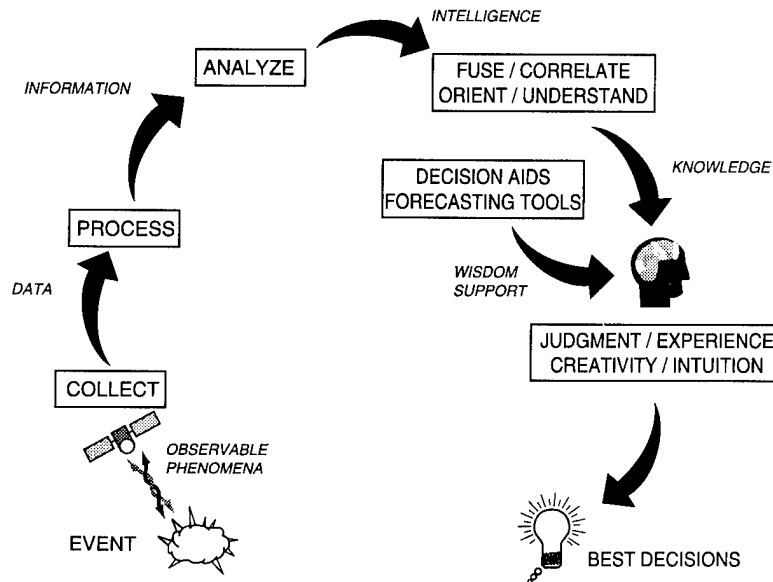 INTELLIGENCE
ANALYZE
FUSE / CORRELATE
ORIENT / UNDERSTAND
INFORMATION
KNOWLEDGE
DECISION AIDS
FORECASTING TOOLS
PROCESS
WISDOM
SUPPORT
DATA
JUDGMENT / EXPERIENCE
CREATIVITY / INTUITION
COLLECT
OBSERVABLE
PHENOMENA
EVENT
BEST DECISIONS